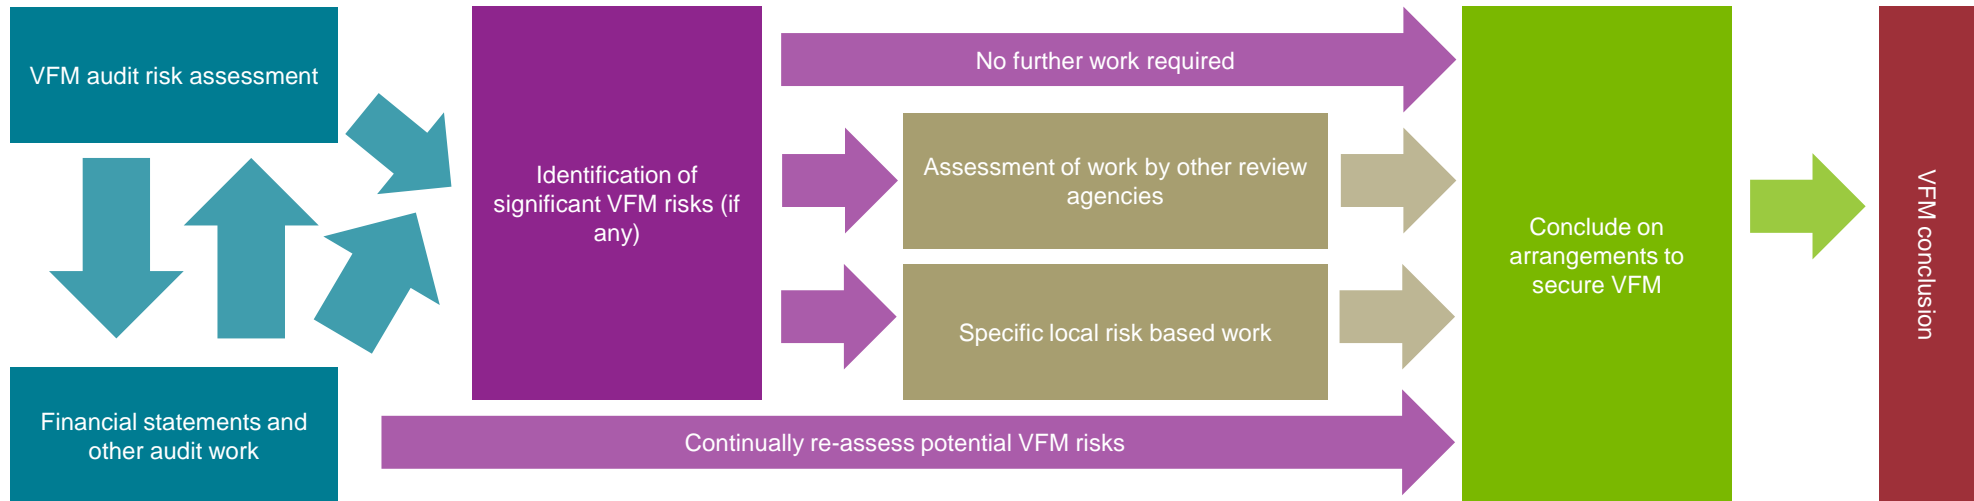 VFM audit risk assessment
Financial statements and
other audit work
Identification of
significant VFM risks (if
any)
No further work required
Assessment of work by other review
agencies
Specific local risk based work
Continually re-assess potential VFM risks
Conclude on
arrangements to
secure VFM
VFM conclusion